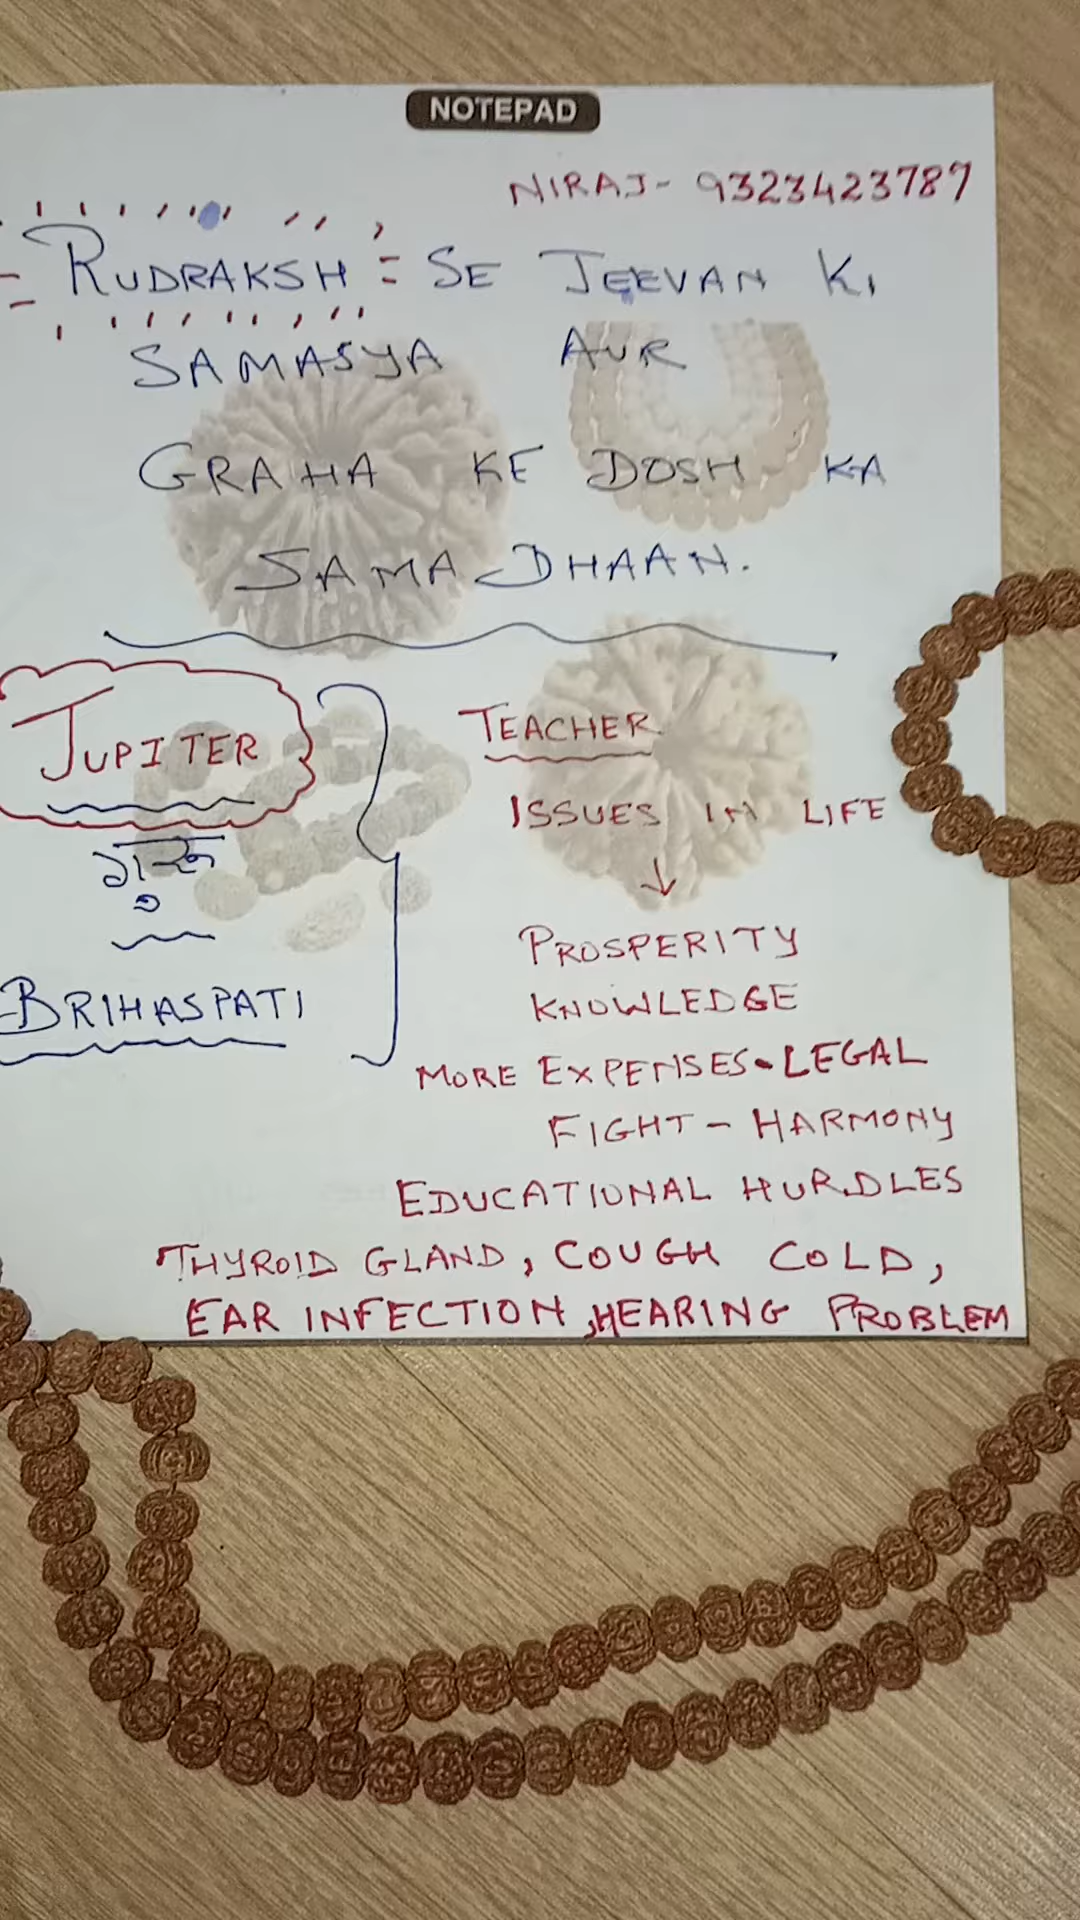 NOTEPAD
NIRAJ- 9323423787
RUDRAKSH SE JEEVAN KI
SAMASYA AUR
GRAHA KE DOSH KA
SAMADHAAN.
JUPITER
गुरू
BRIHASPATI
TEACHER
ISSUES IN LIFE
↓
PROSPERITY
KNOWLEDGE
MORE EXPENSES-LEGAL
FIGHT - HARMONY
EDUCATIONAL HURDLES
THYROID GLAND, COUGH COLD,
EAR INFECTION, HEARING PROBLEM